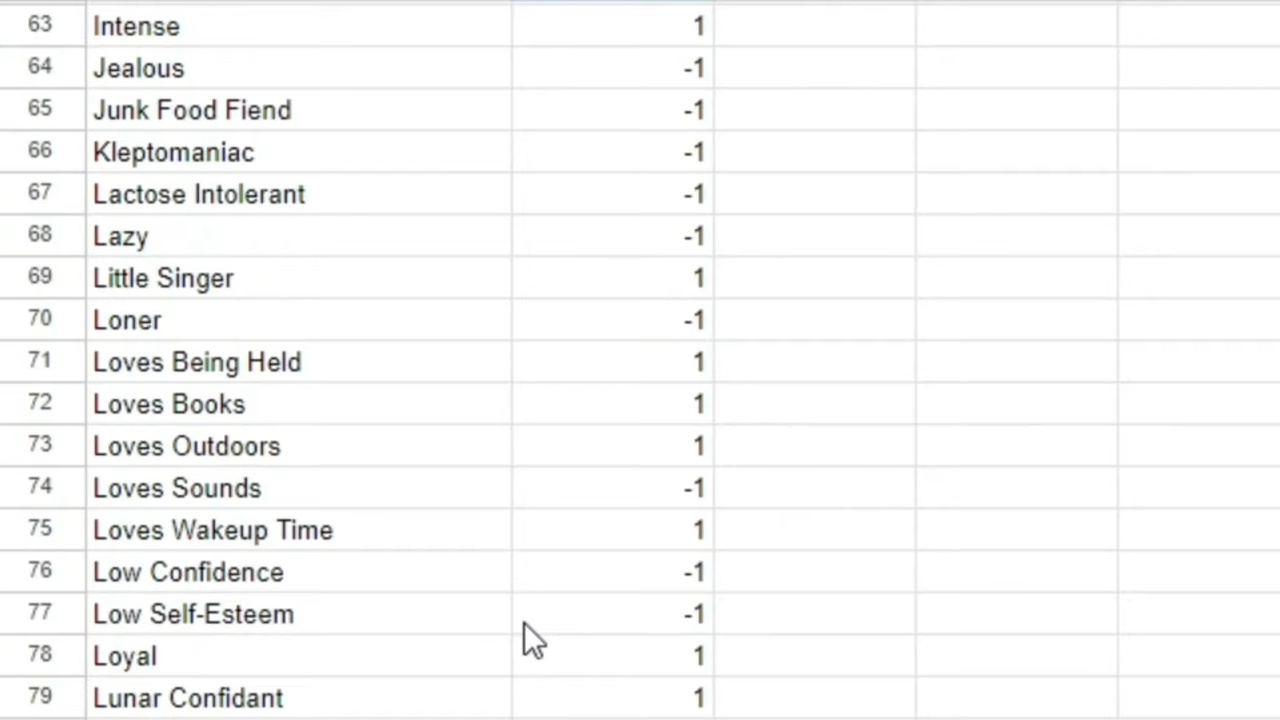 63 Intense 1
64 Jealous -1
65 Junk Food Fiend -1
66 Kleptomaniac -1
67 Lactose Intolerant -1
68 Lazy -1
69 Little Singer 1
70 Loner -1
71 Loves Being Held 1
72 Loves Books 1
73 Loves Outdoors 1
74 Loves Sounds -1
75 Loves Wakeup Time 1
76 Low Confidence -1
77 Low Self-Esteem -1
78 Loyal 1
79 Lunar Confidant 1